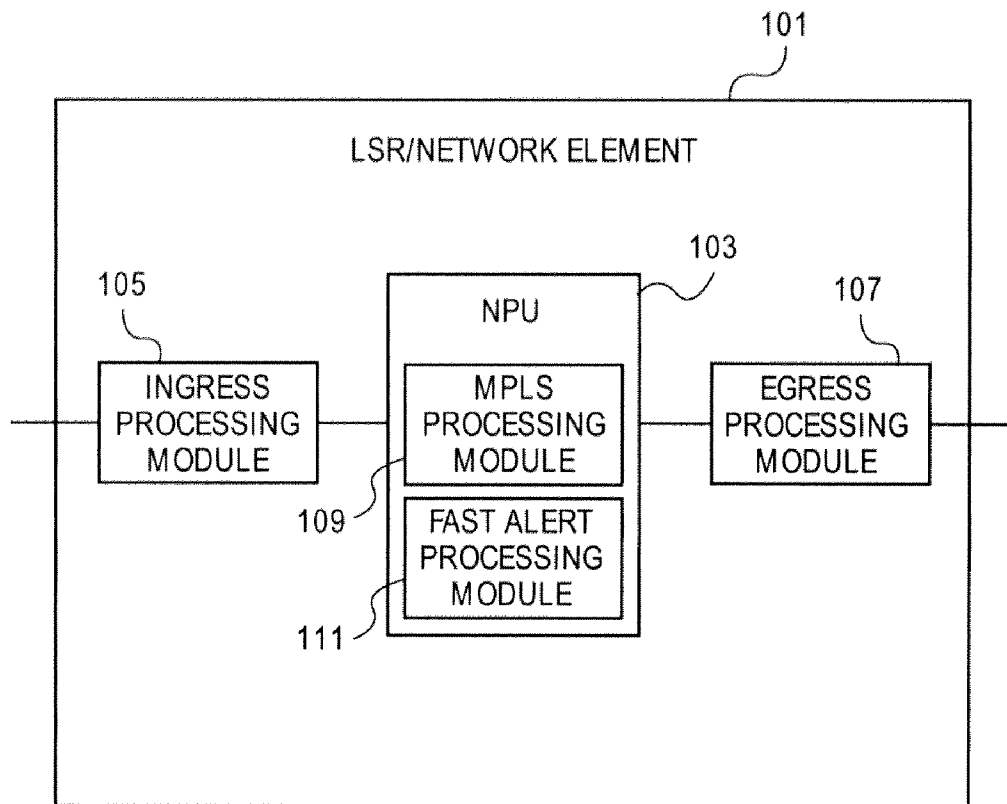 101
LSR/NETWORK ELEMENT
103
105
107
NPU
INGRESS
PROCESSING
MODULE
MPLS
PROCESSING
MODULE
EGRESS
PROCESSING
MODULE
109
FAST ALERT
PROCESSING
MODULE
111